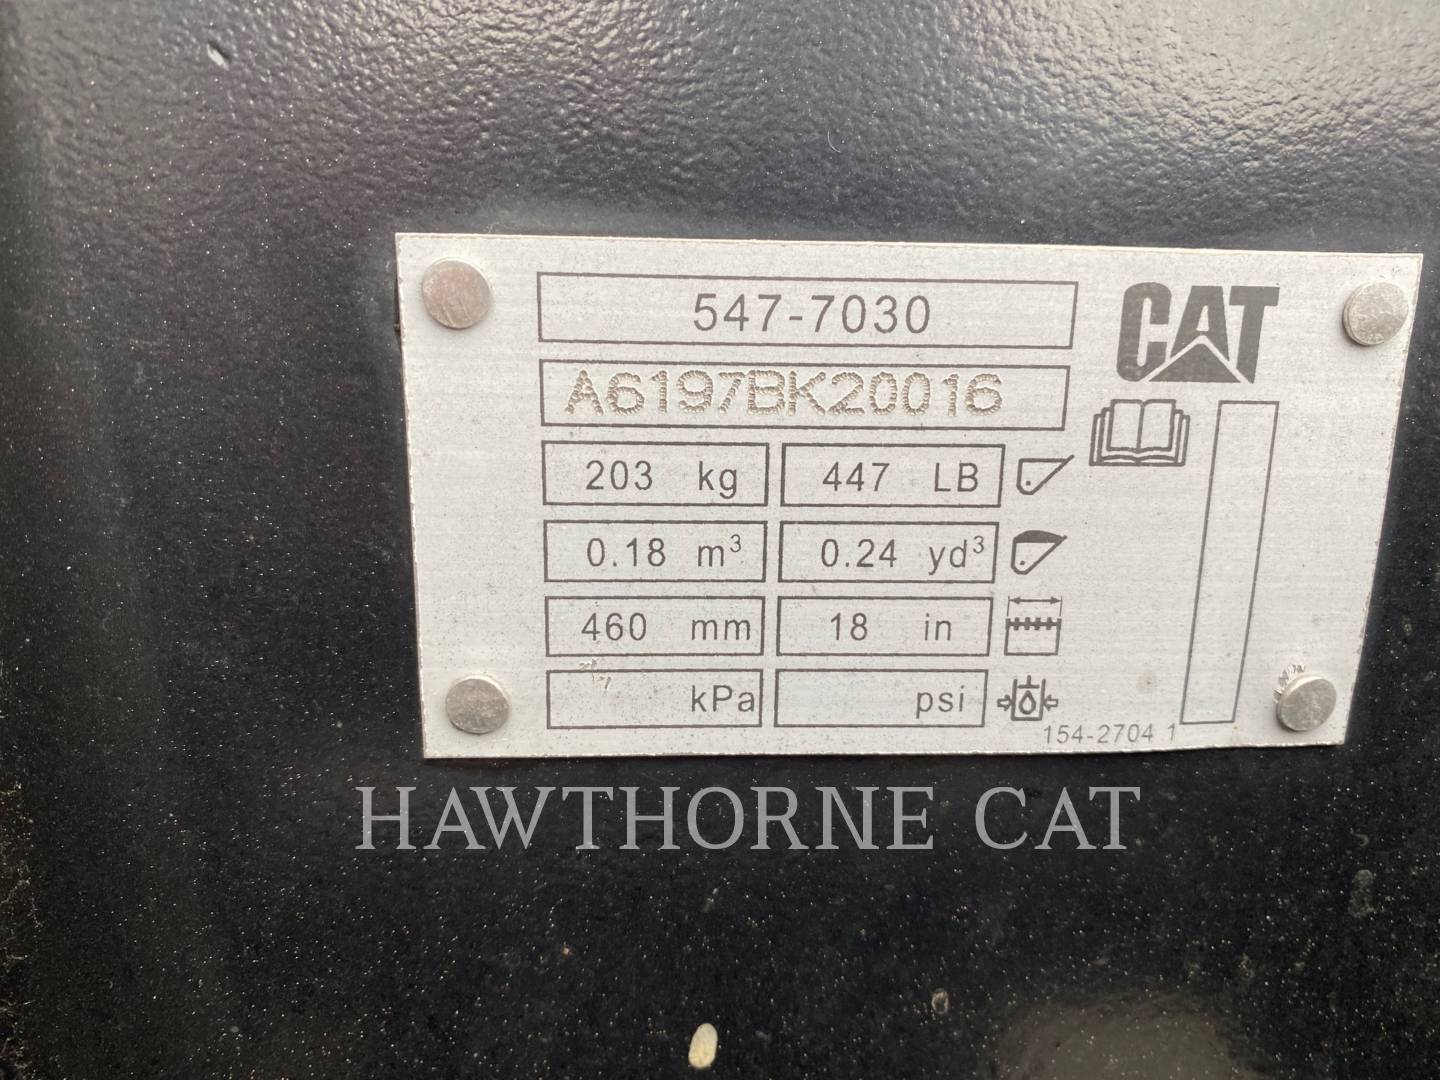 547-7030
CAT
A6197BK20016
203 kg 447 LB
0.18 m³ 0.24 yd³
460 mm 18 in
kPa psi
154-2704 1
HAWTHORNE CAT